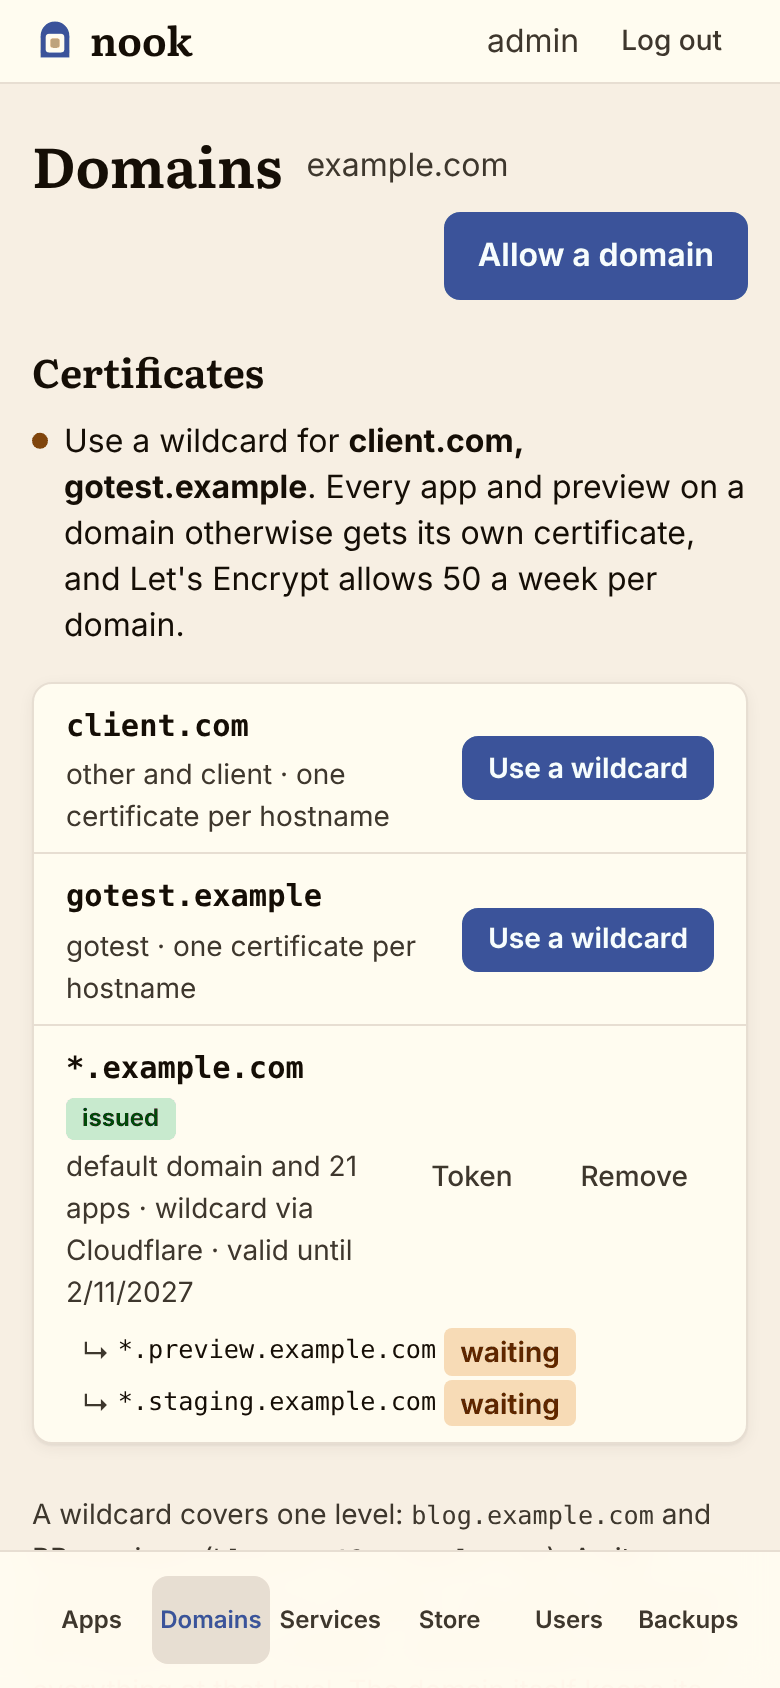 nook
admin
Log out
Domains example.com
Allow a domain
Certificates
Use a wildcard for client.com,
gotest.example. Every app and preview on a
domain otherwise gets its own certificate,
and Let's Encrypt allows 50 a week per
domain.
client.com
other and client · one
certificate per hostname
Use a wildcard
gotest.example
gotest · one certificate per
hostname
Use a wildcard
*.example.com
issued
default domain and 21
apps · wildcard via
Cloudflare · valid until
2/11/2027
Token
Remove
↳ *.preview.example.com waiting
↳ *.staging.example.com waiting
A wildcard covers one level: blog.example.com and
Apps
Domains
Services
Store
Users
Backups